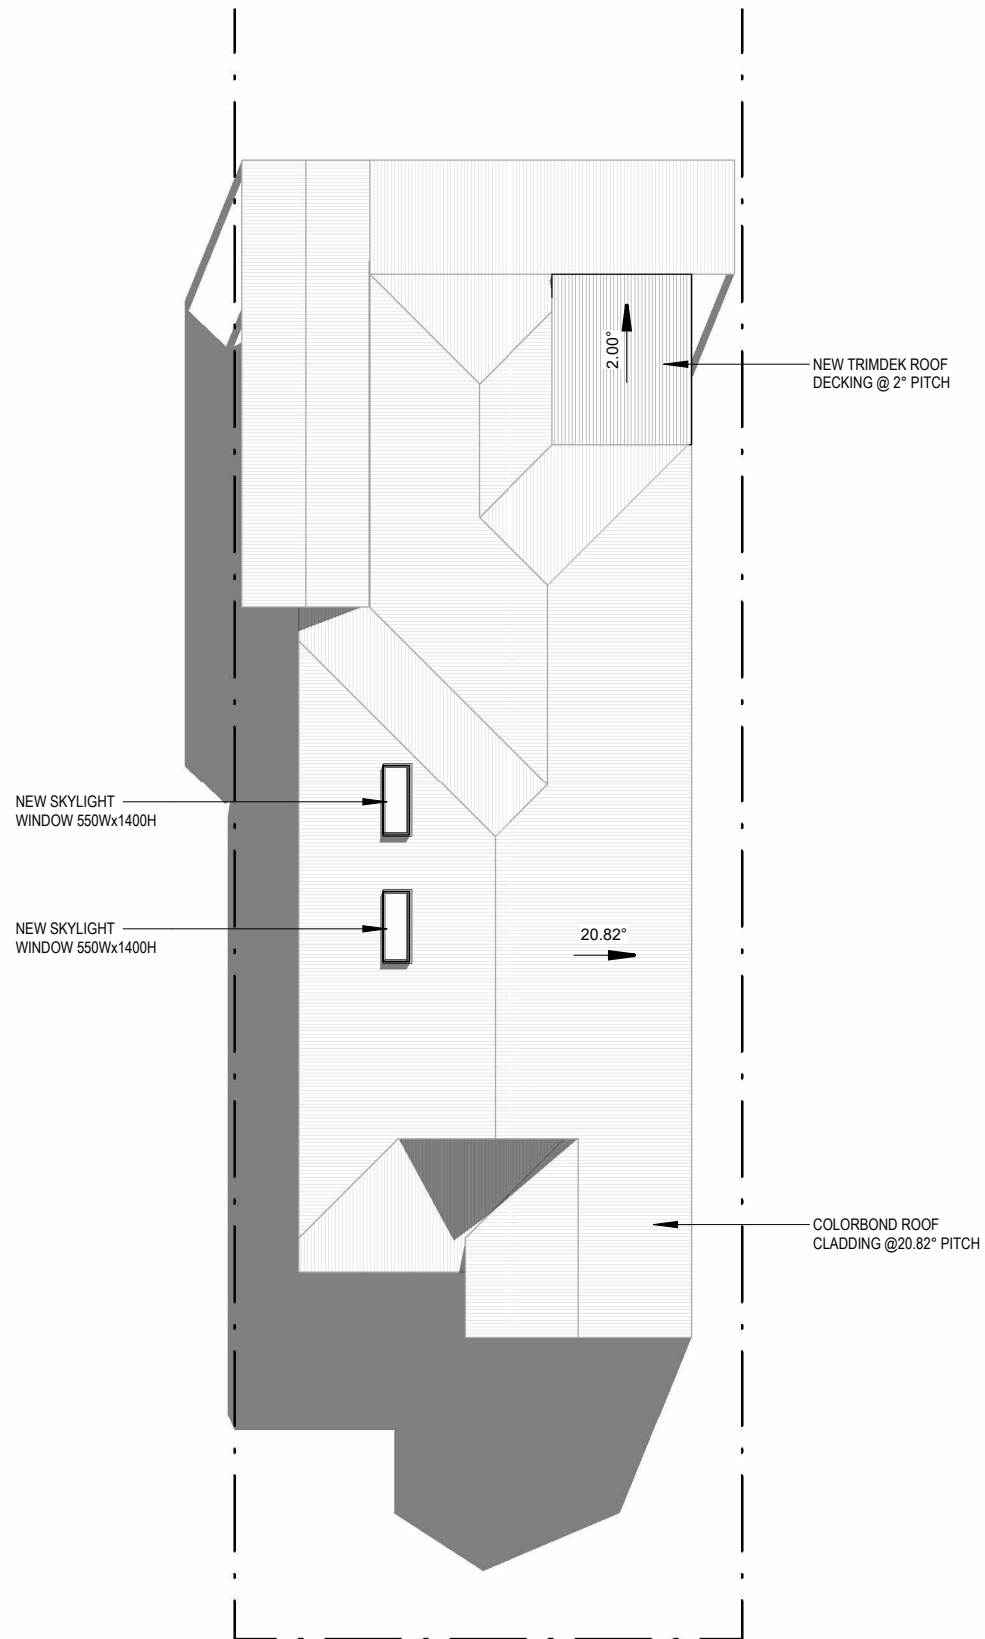 2.00°
NEW TRIMDEK ROOF
DECKING @ 2° PITCH
NEW SKYLIGHT
WINDOW 550Wx1400H
NEW SKYLIGHT
WINDOW 550Wx1400H
20.82°
COLORBOND ROOF
CLADDING @20.82° PITCH